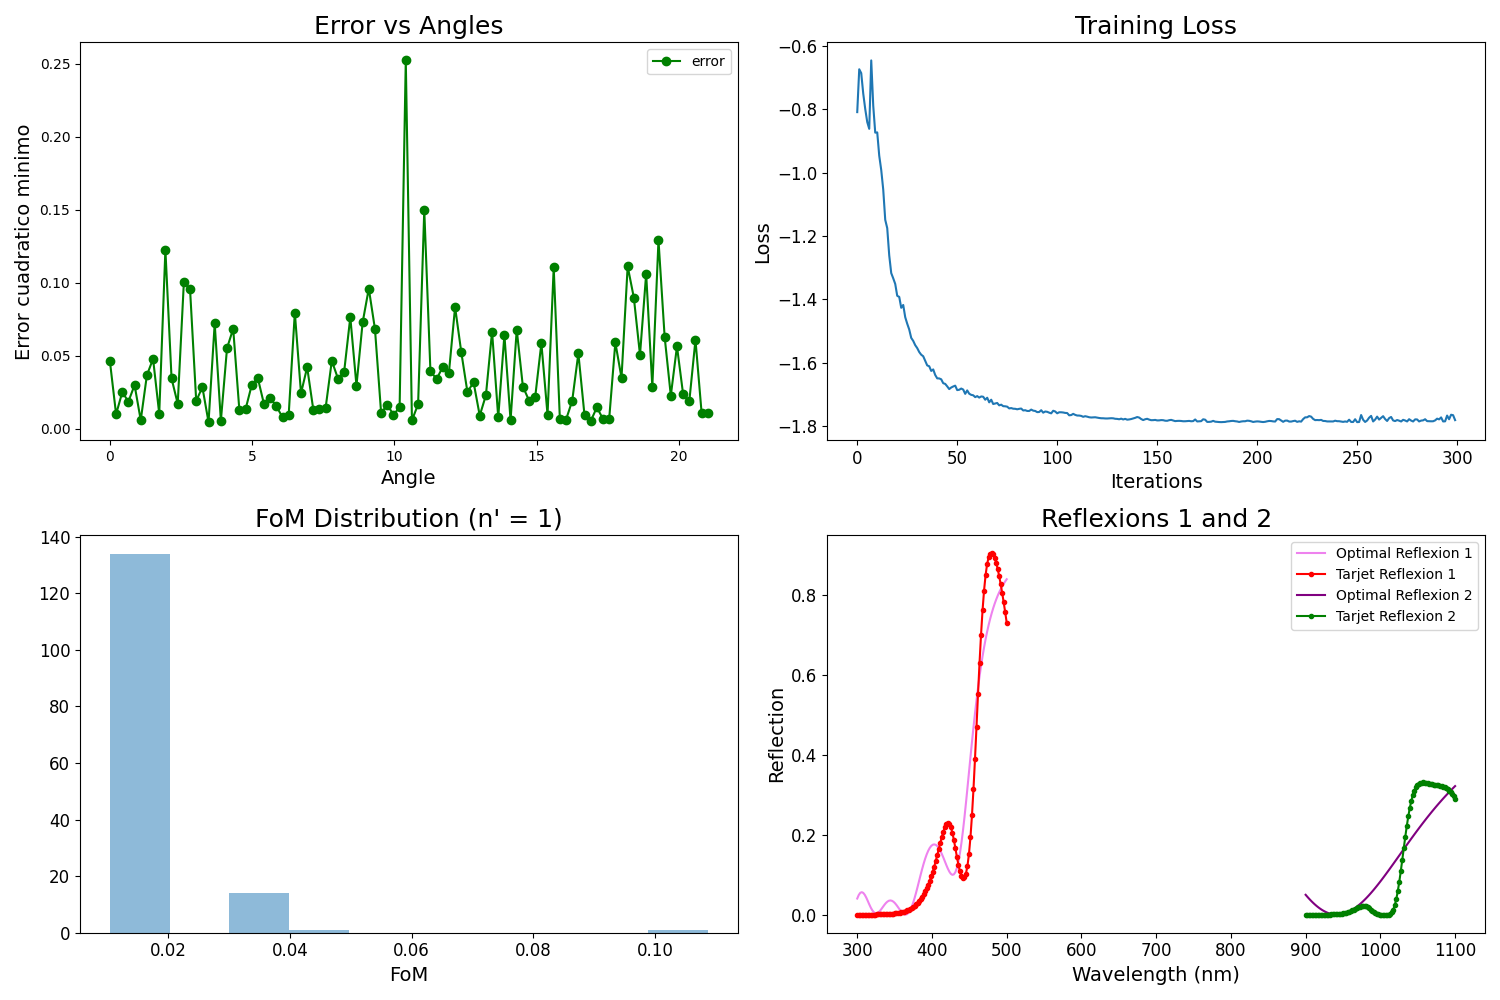 Error vs Angles
0.25
0.20
0.15
0.10
0.05
0.00
Error cuadratico minimo
error
0 5 10 15 20
Angle
Training Loss
−0.6
−0.8
−1.0
−1.2
−1.4
−1.6
−1.8
Loss
0 50 100 150 200 250 300
Iterations
FoM Distribution (n' = 1)
140
120
100
80
60
40
20
0
0.02 0.04 0.06 0.08 0.10
FoM
Reflexions 1 and 2
Optimal Reflexion 1
Tarjet Reflexion 1
Optimal Reflexion 2
Tarjet Reflexion 2
0.8
0.6
0.4
0.2
0.0
Reflection
300 400 500 600 700 800 900 1000 1100
Wavelength (nm)